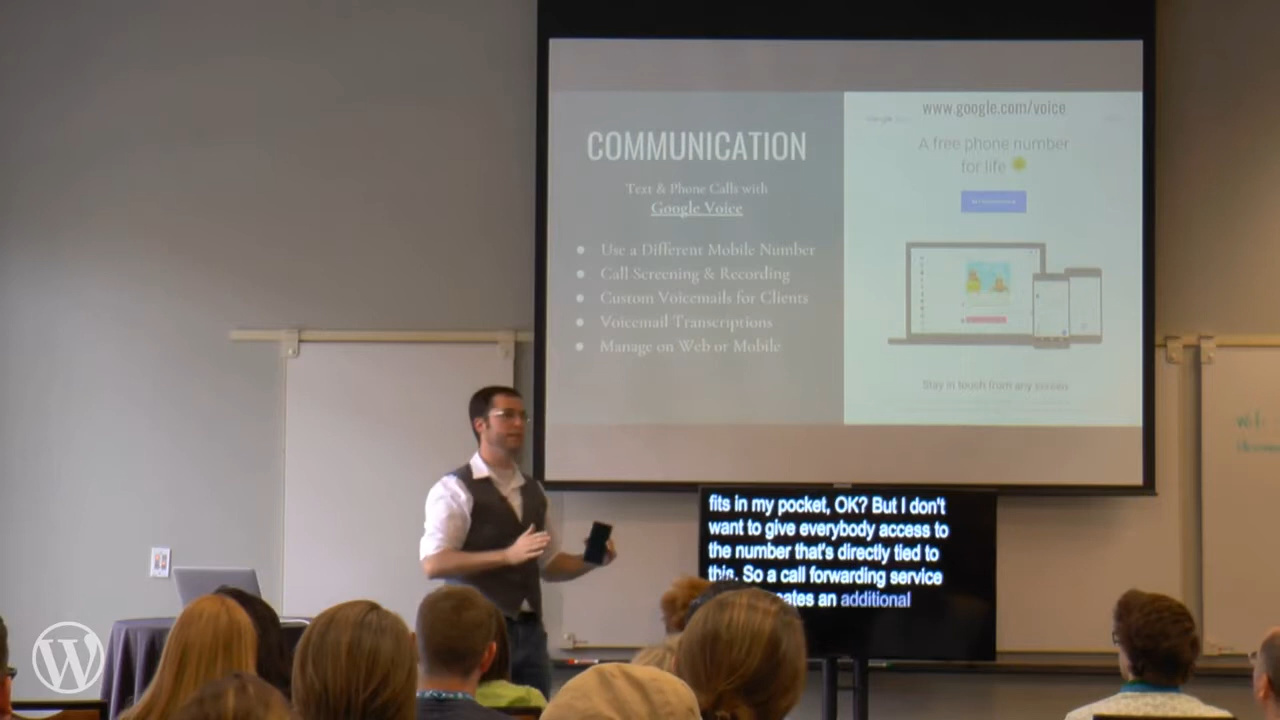 COMMUNICATION
Text & Phone Calls with
Google Voice
● Use a Different Mobile Number
● Call Screening & Recording
● Custom Voicemails for Clients
● Voicemail Transcriptions
● Manage on Web or Mobile
www.google.com/voice
A free phone number
for life
Stay in touch from any screen
fits in my pocket, OK? But I don't
want to give everybody access to
the number that's directly tied to
this. So a call forwarding service
additional